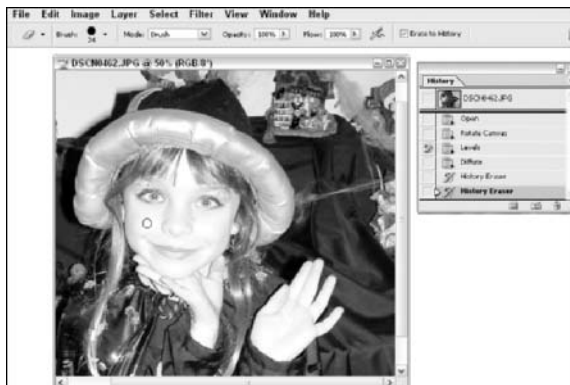 File Edit Image Layer Select Filter View Window Help
Brush: 24 Mode: Brush Opacity: 100% Flow: 100% Erase to History
DSCN0462.JPG @ 50% (RGB/8*)
History
DSCN0462.JPG
Open
Rotate Canvas
Levels
Diffuse
History Eraser
History Eraser